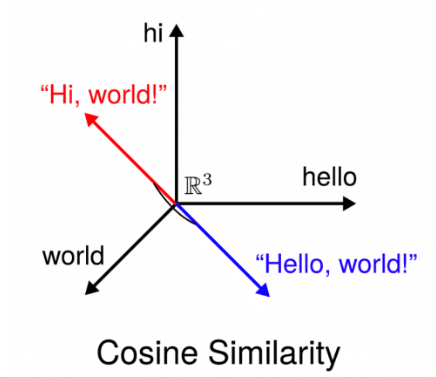 hi
“Hi, world!”
ℝ³
hello
world
“Hello, world!”
Cosine Similarity